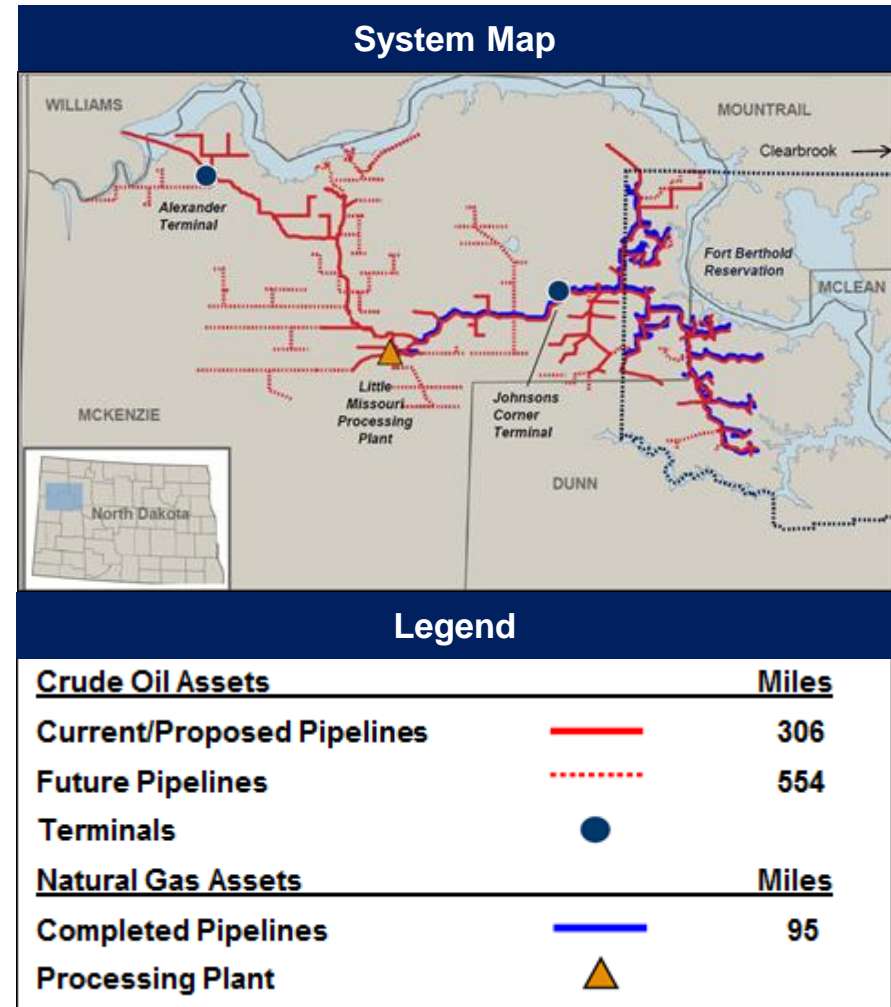 System Map
WILLIAMS
MOUNTRAIL
Clearbrook
Alexander
Terminal
Fort Berthold
Reservation
MCLEAN
Little
Missouri
Processing
Plant
Johnsons
Corner
Terminal
MCKENZIE
DUNN
North Dakota
Legend
Crude Oil Assets Miles
Current/Proposed Pipelines 306
Future Pipelines 554
Terminals
Natural Gas Assets Miles
Completed Pipelines 95
Processing Plant